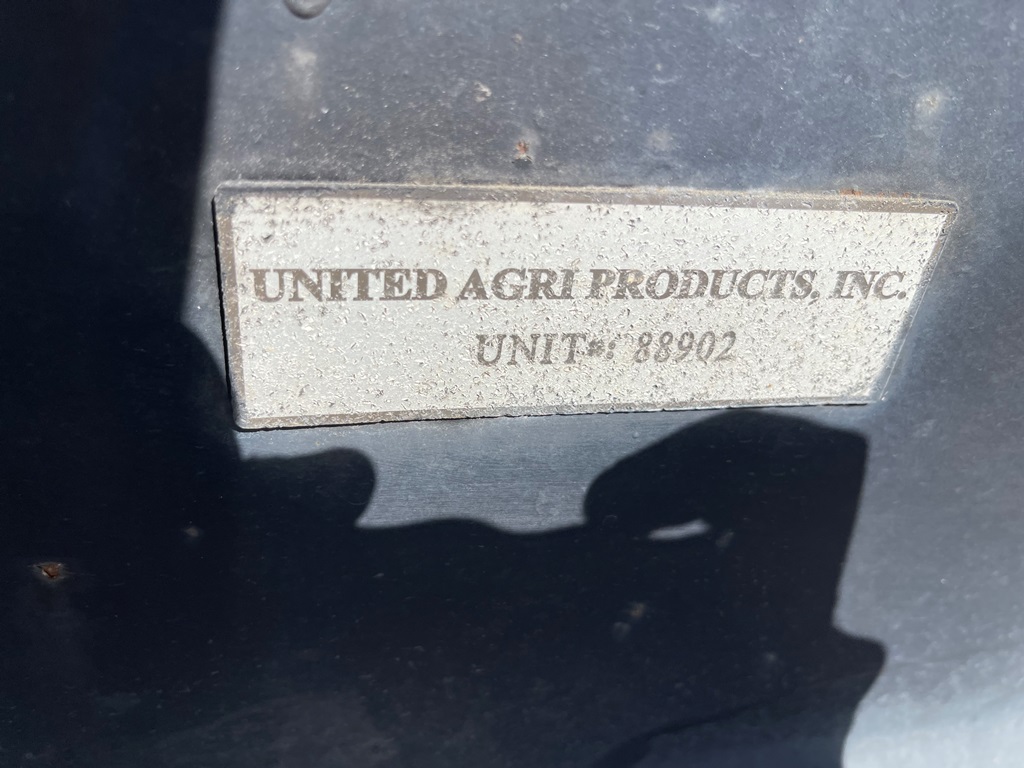 UNITED AGRI PRODUCTS, INC.
UNIT#: 88902